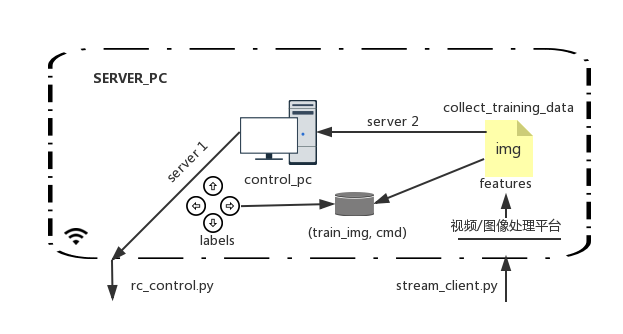 SERVER_PC
collect_training_data
server 2
img
server 1
control_pc
features
labels
(train_img, cmd)
视频/图像处理平台
rc_control.py
stream_client.py